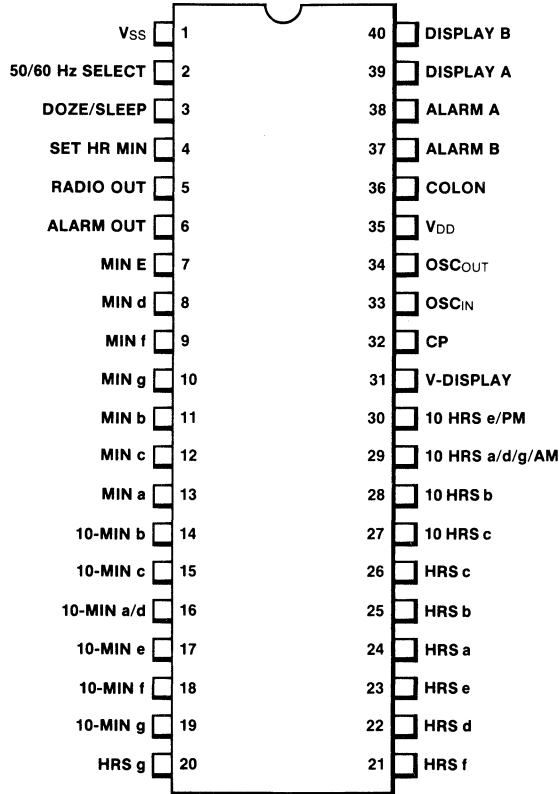 VSS 1 40 DISPLAY B
50/60 Hz SELECT 2 39 DISPLAY A
DOZE/SLEEP 3 38 ALARM A
SET HR MIN 4 37 ALARM B
RADIO OUT 5 36 COLON
ALARM OUT 6 35 VDD
MIN E 7 34 OSCOUT
MIN d 8 33 OSCIN
MIN f 9 32 CP
MIN g 10 31 V-DISPLAY
MIN b 11 30 10 HRS e/PM
MIN c 12 29 10 HRS a/d/g/AM
MIN a 13 28 10 HRS b
10-MIN b 14 27 10 HRS c
10-MIN c 15 26 HRS c
10-MIN a/d 16 25 HRS b
10-MIN e 17 24 HRS a
10-MIN f 18 23 HRS e
10-MIN g 19 22 HRS d
HRS g 20 21 HRS f